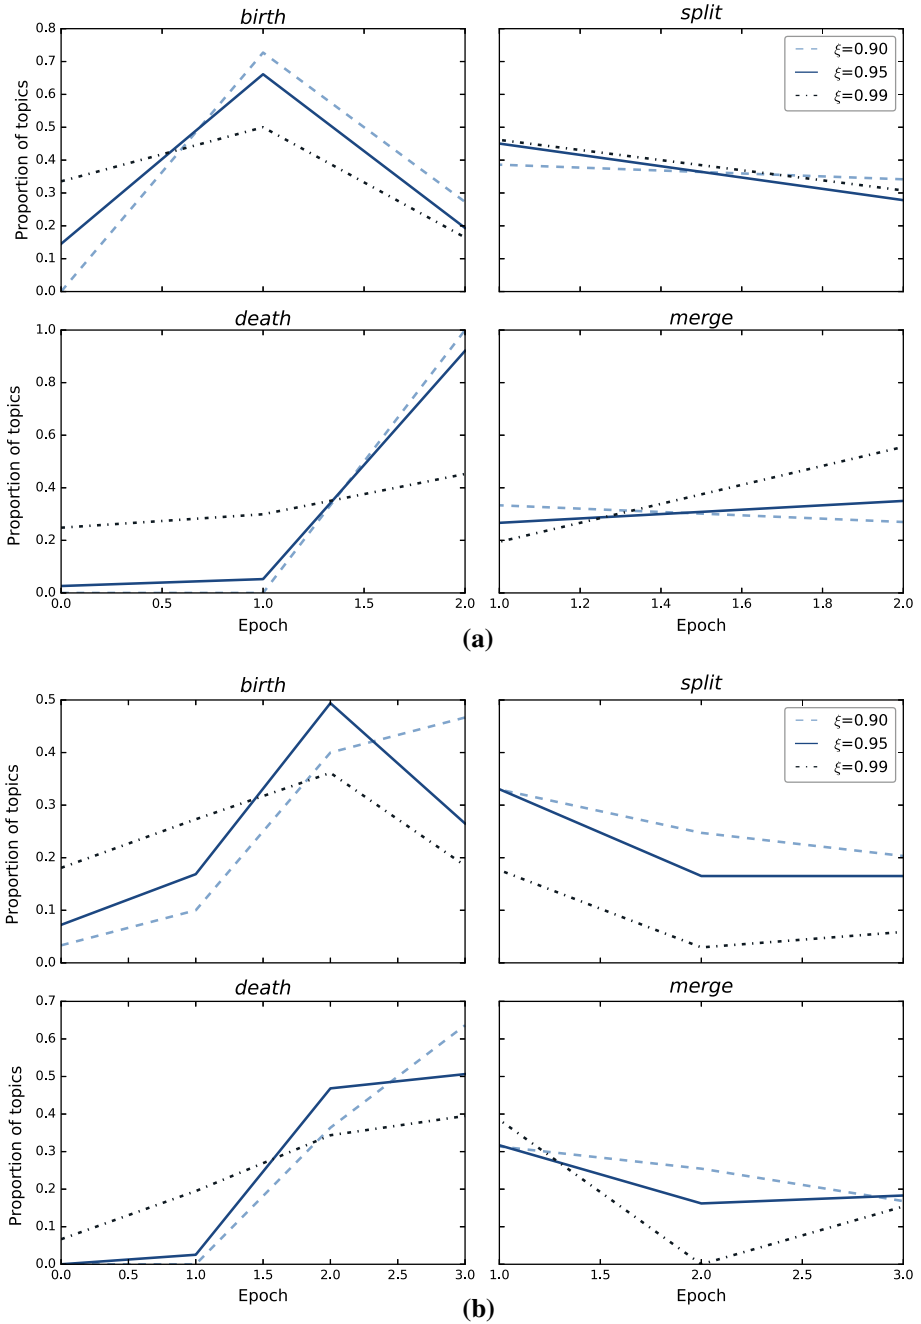 birth
split
0.8
0.7
0.6
0.5
0.4
0.3
0.2
0.1
0.0
Proportion of topics
ξ=0.90
ξ=0.95
ξ=0.99
death
merge
1.0
0.8
0.6
0.4
0.2
0.0
Proportion of topics
0.0 0.5 1.0 1.5 2.0
Epoch
1.0 1.2 1.4 1.6 1.8 2.0
Epoch
(a)
birth
split
0.5
0.4
0.3
0.2
0.1
0.0
Proportion of topics
ξ=0.90
ξ=0.95
ξ=0.99
death
merge
0.7
0.6
0.5
0.4
0.3
0.2
0.1
0.0
Proportion of topics
0.0 0.5 1.0 1.5 2.0 2.5 3.0
Epoch
1.0 1.5 2.0 2.5 3.0
Epoch
(b)